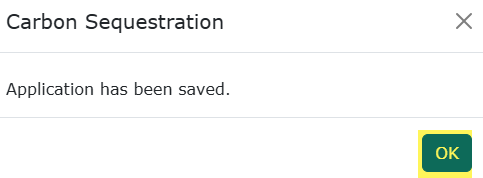 Carbon Sequestration
Application has been saved.
OK